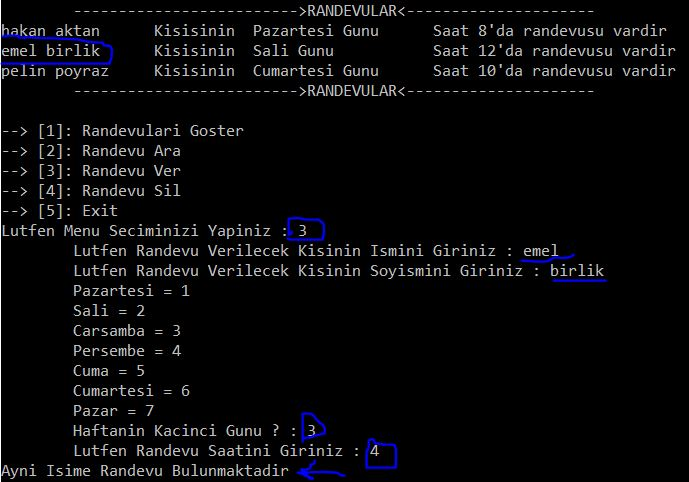 ------------------------->RANDEVULAR<---------------------
hakan aktan      Kisisinin  Pazartesi Gunu      Saat 8'da randevusu vardir
emel birlik      Kisisinin  Sali Gunu           Saat 12'da randevusu vardir
pelin poyraz     Kisisinin  Cumartesi Gunu      Saat 10'da randevusu vardir
------------------------->RANDEVULAR<---------------------
--> [1]: Randevulari Goster
--> [2]: Randevu Ara
--> [3]: Randevu Ver
--> [4]: Randevu Sil
--> [5]: Exit
Lutfen Menu Seciminizi Yapiniz : 3
Lutfen Randevu Verilecek Kisinin Ismini Giriniz : emel
Lutfen Randevu Verilecek Kisinin Soyismini Giriniz : birlik
Pazartesi = 1
Sali = 2
Carsamba = 3
Persembe = 4
Cuma = 5
Cumartesi = 6
Pazar = 7
Haftanin Kacinci Gunu ? : 3
Lutfen Randevu Saatini Giriniz : 4
Ayni Isime Randevu Bulunmaktadir